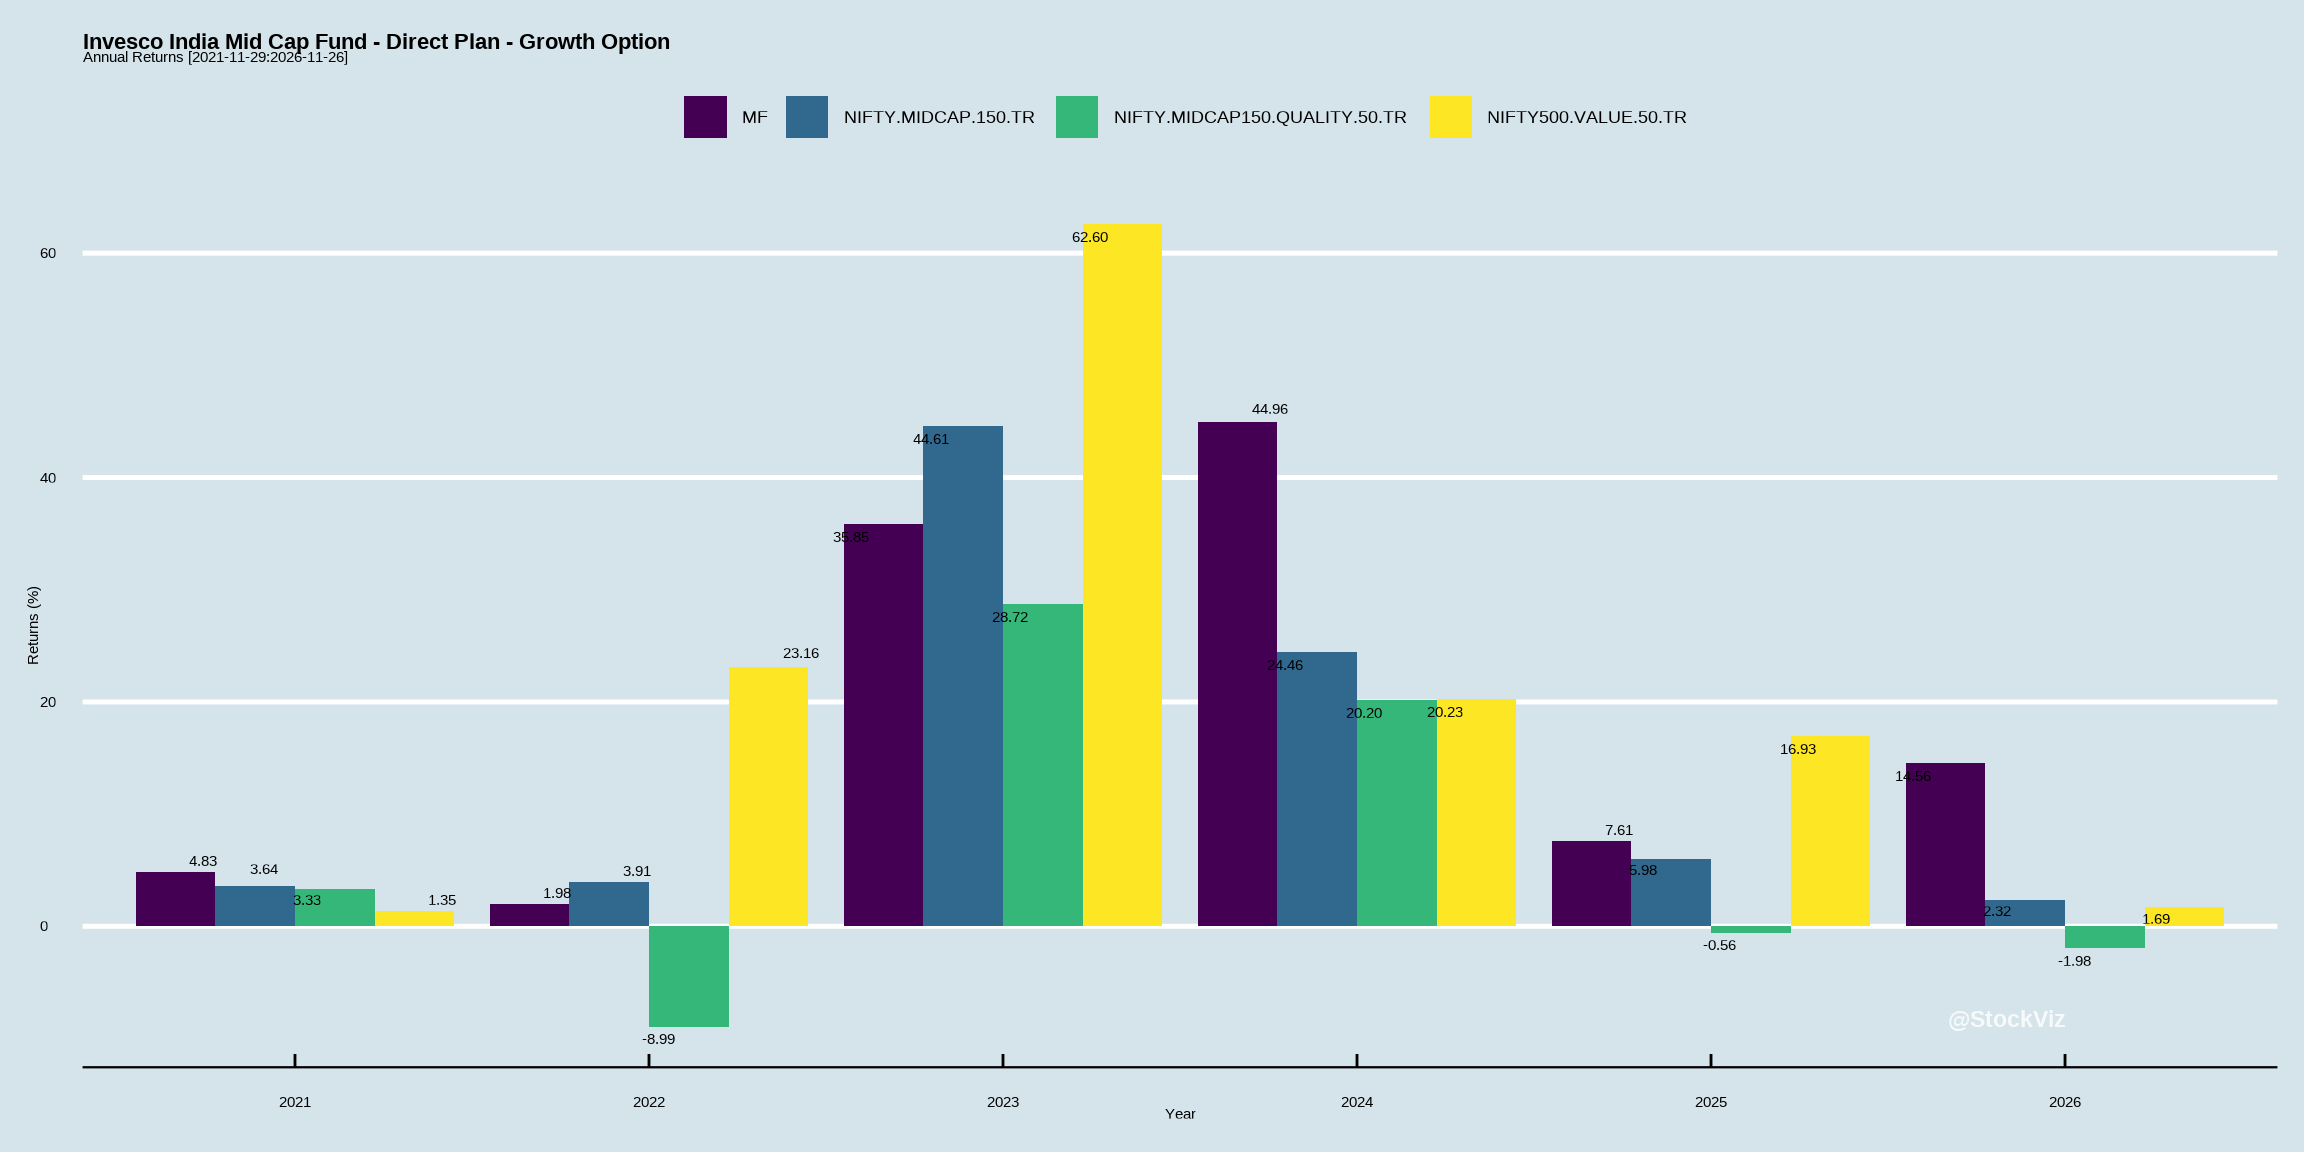 Invesco India Mid Cap Fund - Direct Plan - Growth Option
Annual Returns [2021-11-29:2026-11-26]
MF NIFTY.MIDCAP.150.TR NIFTY.MIDCAP150.QUALITY.50.TR NIFTY500.VALUE.50.TR
Returns (%)
60
40
20
0
4.83 3.64 3.33 1.35
1.98 3.91 -8.99 23.16
35.85 44.61 28.72 62.60
44.96 24.46 20.20 20.23
7.61 5.98 -0.56 16.93
14.56 2.32 -1.98 1.69
@StockViz
2021 2022 2023 2024 2025 2026
Year